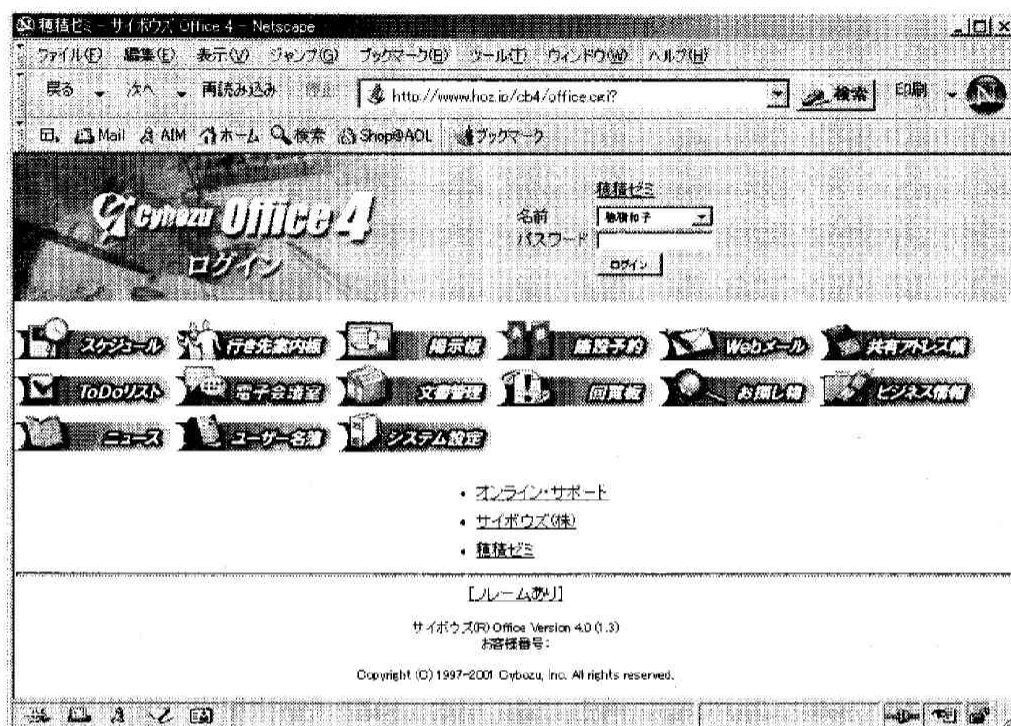 穂積ゼミ - サイボウズ Office 4 - Netscape
ファイル(F) 編集(E) 表示(V) ジャンプ(G) ブックマーク(B) ツール(T) ウィンドウ(W) ヘルプ(H)
戻る 次へ 再読み込み 停止 http://www.hoz.jp/cb4/office.cgi? 検索 印刷
Mail AIM ホーム 検索 Shop@AOL ブックマーク
Cybozu Office 4
ログイン
穂積ゼミ
名前 穂積和子
パスワード
ログイン
スケジュール 行き先案内板 掲示板 施設予約 Webメール 共有アドレス帳
ToDoリスト 電子会議室 文書管理 回覧板 お探し物 ビジネス情報
ニュース ユーザー名簿 システム設定
オンライン・サポート
サイボウズ(株)
穂積ゼミ
[フレームあり]
サイボウズ(R) Office Version 4.0 (1.3)
お客様番号:
Copyright (C) 1997-2001 Cybozu, Inc. All rights reserved.